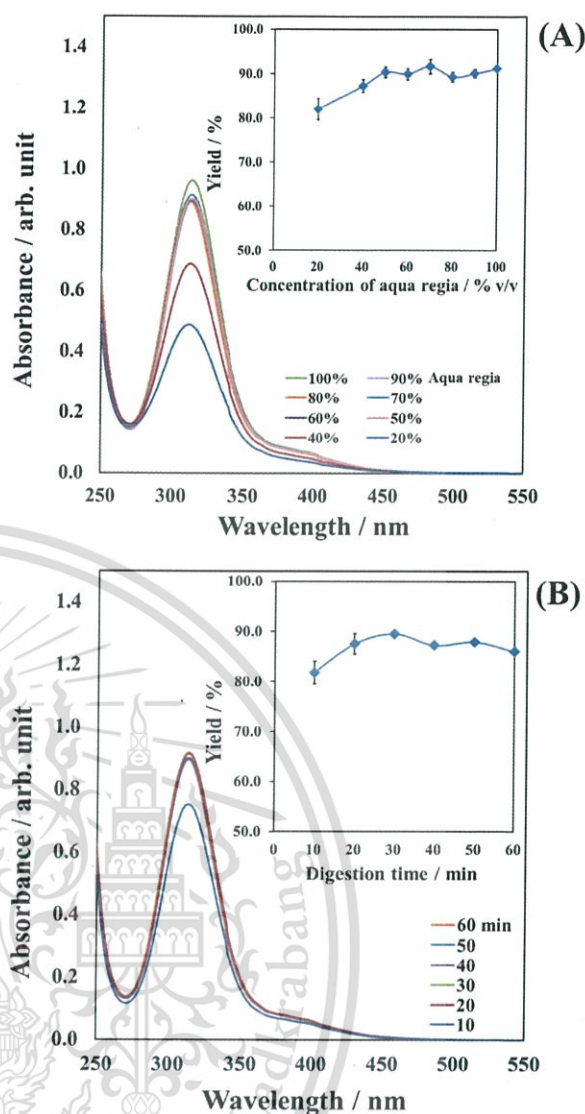 (A)
1.4
1.2
1.0
0.8
0.6
0.4
0.2
0.0
Absorbance / arb. unit
250 300 350 400 450 500 550
Wavelength / nm
100.0
90.0
80.0
70.0
60.0
50.0
Yield / %
0 20 40 60 80 100
Concentration of aqua regia / % v/v
100% 90% Aqua regia
80% 70%
60% 50%
40% 20%
(B)
1.4
1.2
1.0
0.8
0.6
0.4
0.2
0.0
Absorbance / arb. unit
250 300 350 400 450 500 550
Wavelength / nm
100.0
90.0
80.0
70.0
60.0
50.0
Yield / %
0 10 20 30 40 50 60
Digestion time / min
60 min
50
40
30
20
10